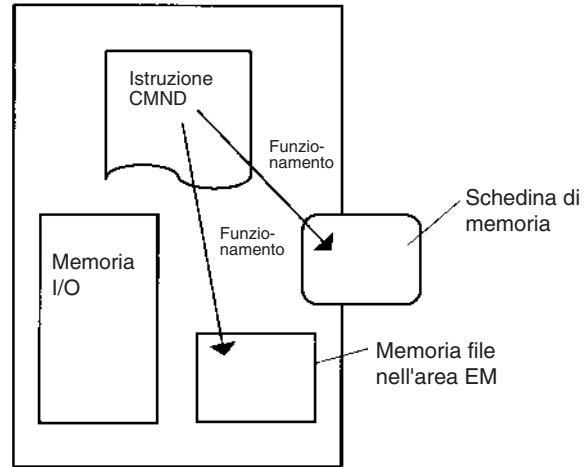 Istruzione
CMND
Funzio-
namento
Schedina di
memoria
Funzio-
namento
Memoria
I/O
Memoria file
nell'area EM